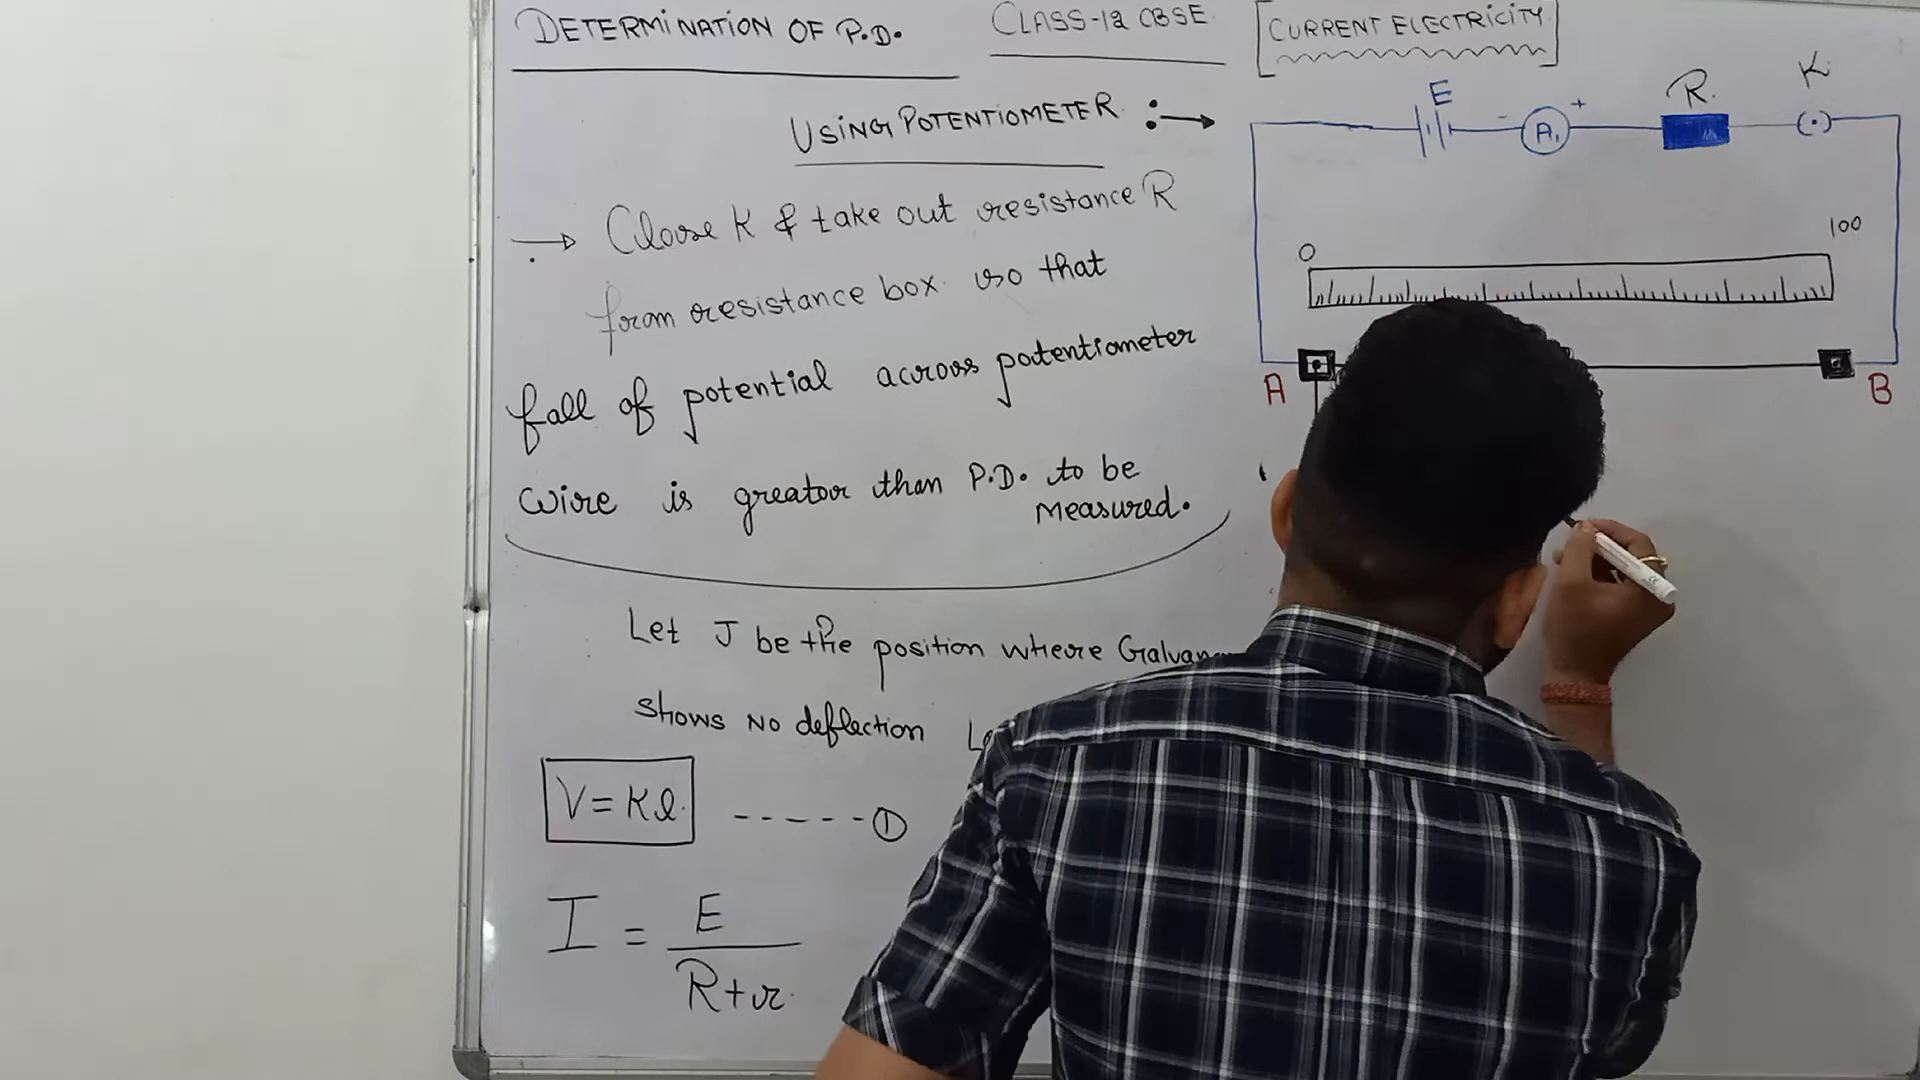 DETERMINATION OF P.D. CLASS-12 CBSE CURRENT ELECTRICITY
USING POTENTIOMETER :→
→ Close K & take out resistance R
from resistance box so that
fall of potential across potentiometer
wire is greater than P.D. to be
measured.
Let J be the position where
shows no deflection
V = Kl ------①
I = E
R+r
E
- A1 +
R.
K
0
100
A
B